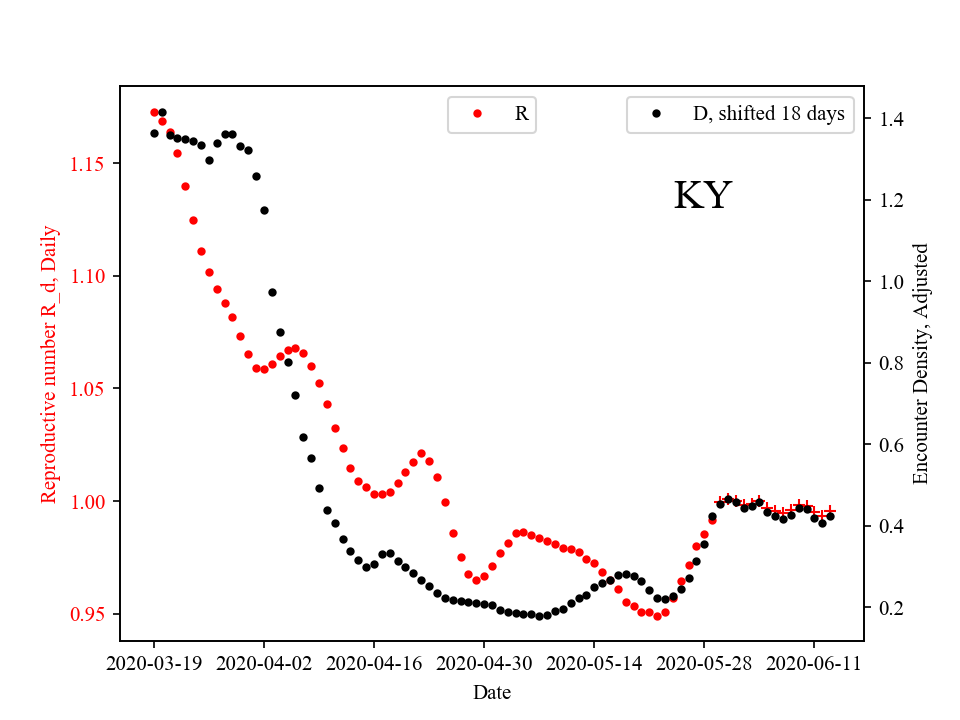 R
D, shifted 18 days
KY
1.15
1.10
1.05
1.00
0.95
Reproductive number R_d, Daily
1.4
1.2
1.0
0.8
0.6
0.4
0.2
Encounter Density, Adjusted
2020-03-19 2020-04-02 2020-04-16 2020-04-30 2020-05-14 2020-05-28 2020-06-11
Date